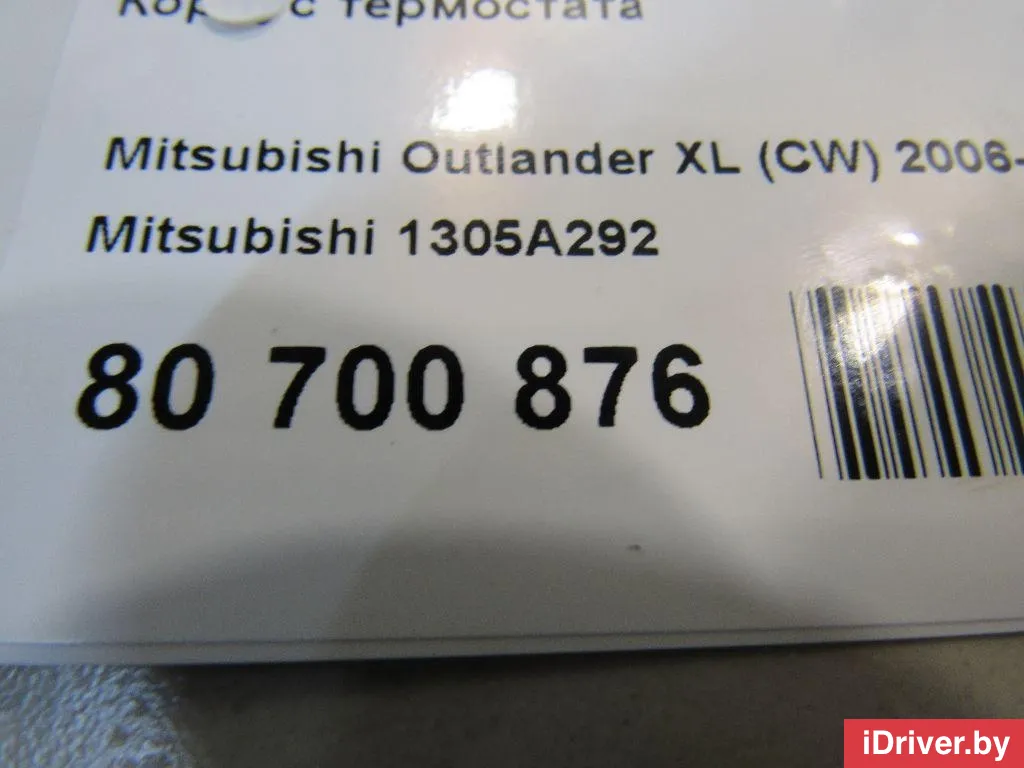 термостата
Mitsubishi Outlander XL (CW) 2006-
Mitsubishi 1305A292
80 700 876
iDriver.by